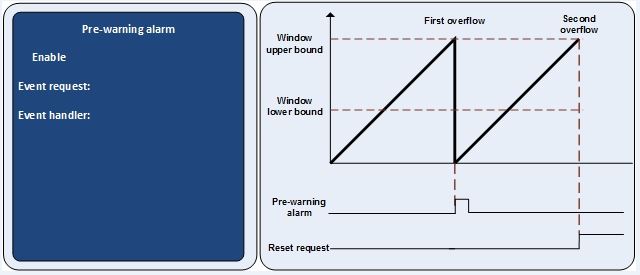 Pre-warning alarm
Enable
Event request:
Event handler:
First overflow
Second
overflow
Window
upper bound
Window
lower bound
Pre-warning
alarm
Reset request